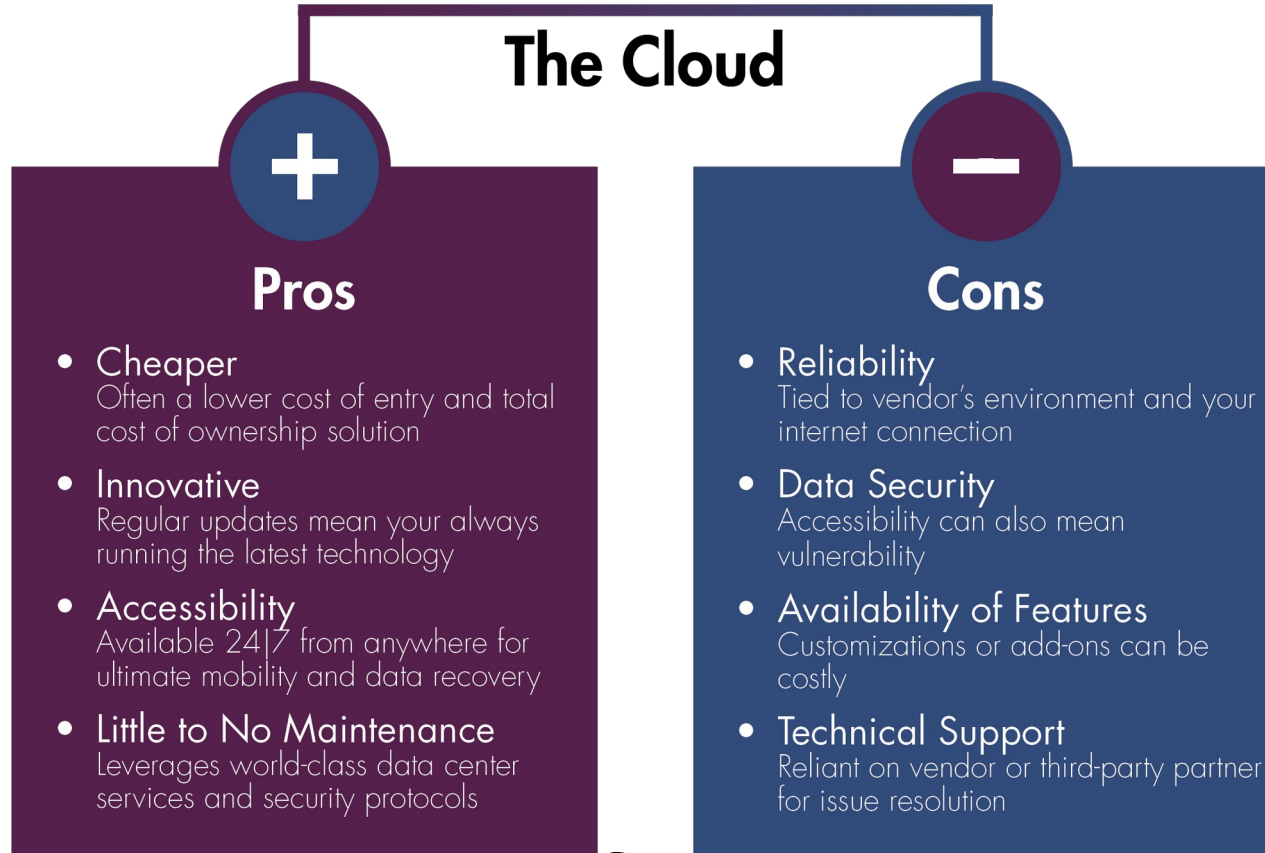 The Cloud
Pros
• Cheaper
Often a lower cost of entry and total
cost of ownership solution
• Innovative
Regular updates mean your always
running the latest technology
• Accessibility
Available 24|7 from anywhere for
ultimate mobility and data recovery
• Little to No Maintenance
Leverages world-class data center
services and security protocols
Cons
• Reliability
Tied to vendor's environment and your
internet connection
• Data Security
Accessibility can also mean
vulnerability
• Availability of Features
Customizations or add-ons can be
costly
• Technical Support
Reliant on vendor or third-party partner
for issue resolution